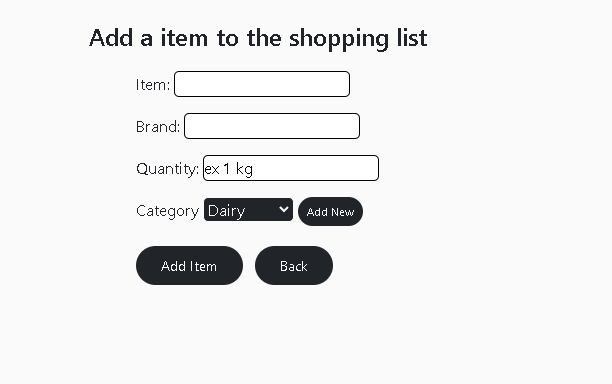 Add a item to the shopping list
Item:
Brand:
Quantity: ex 1 kg
Category Dairy Add New
Add Item Back